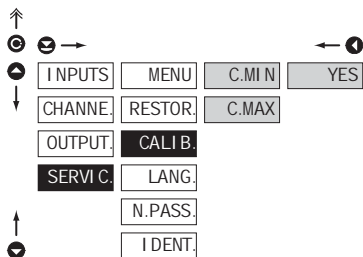 INPUTS MENU C.MIN YES
CHANNE. RESTOR. C.MAX
OUTPUT. CALIB.
SERVIC. LANG.
N.PASS.
IDENT.